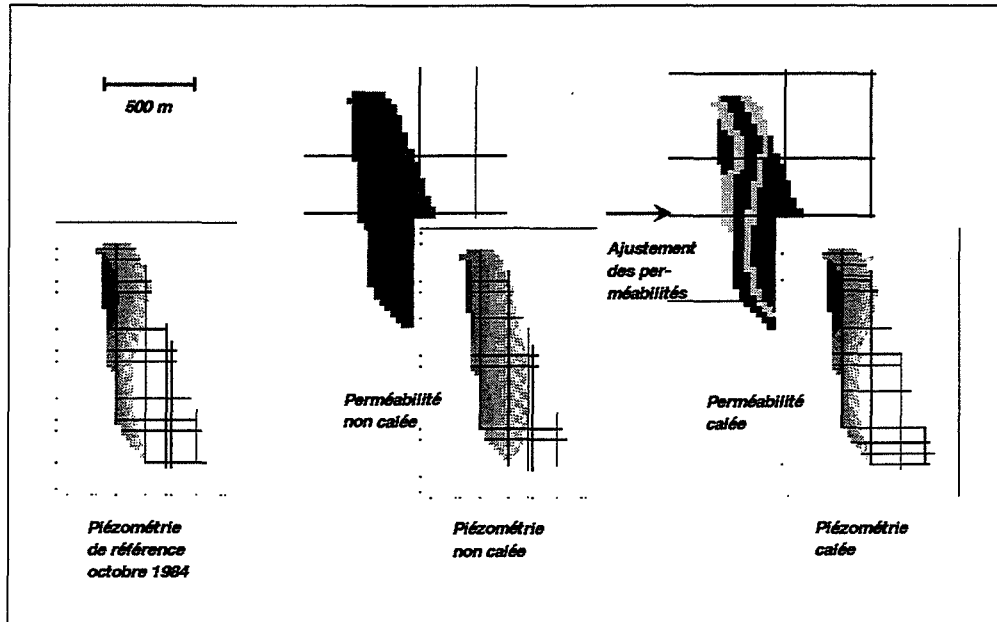 500 m
Ajustement
des per-
méabilités
Perméabilité
non calée
Perméabilité
calée
Piézométrie
de référence
octobre 1984
Piézométrie
non calée
Piézométrie
calée